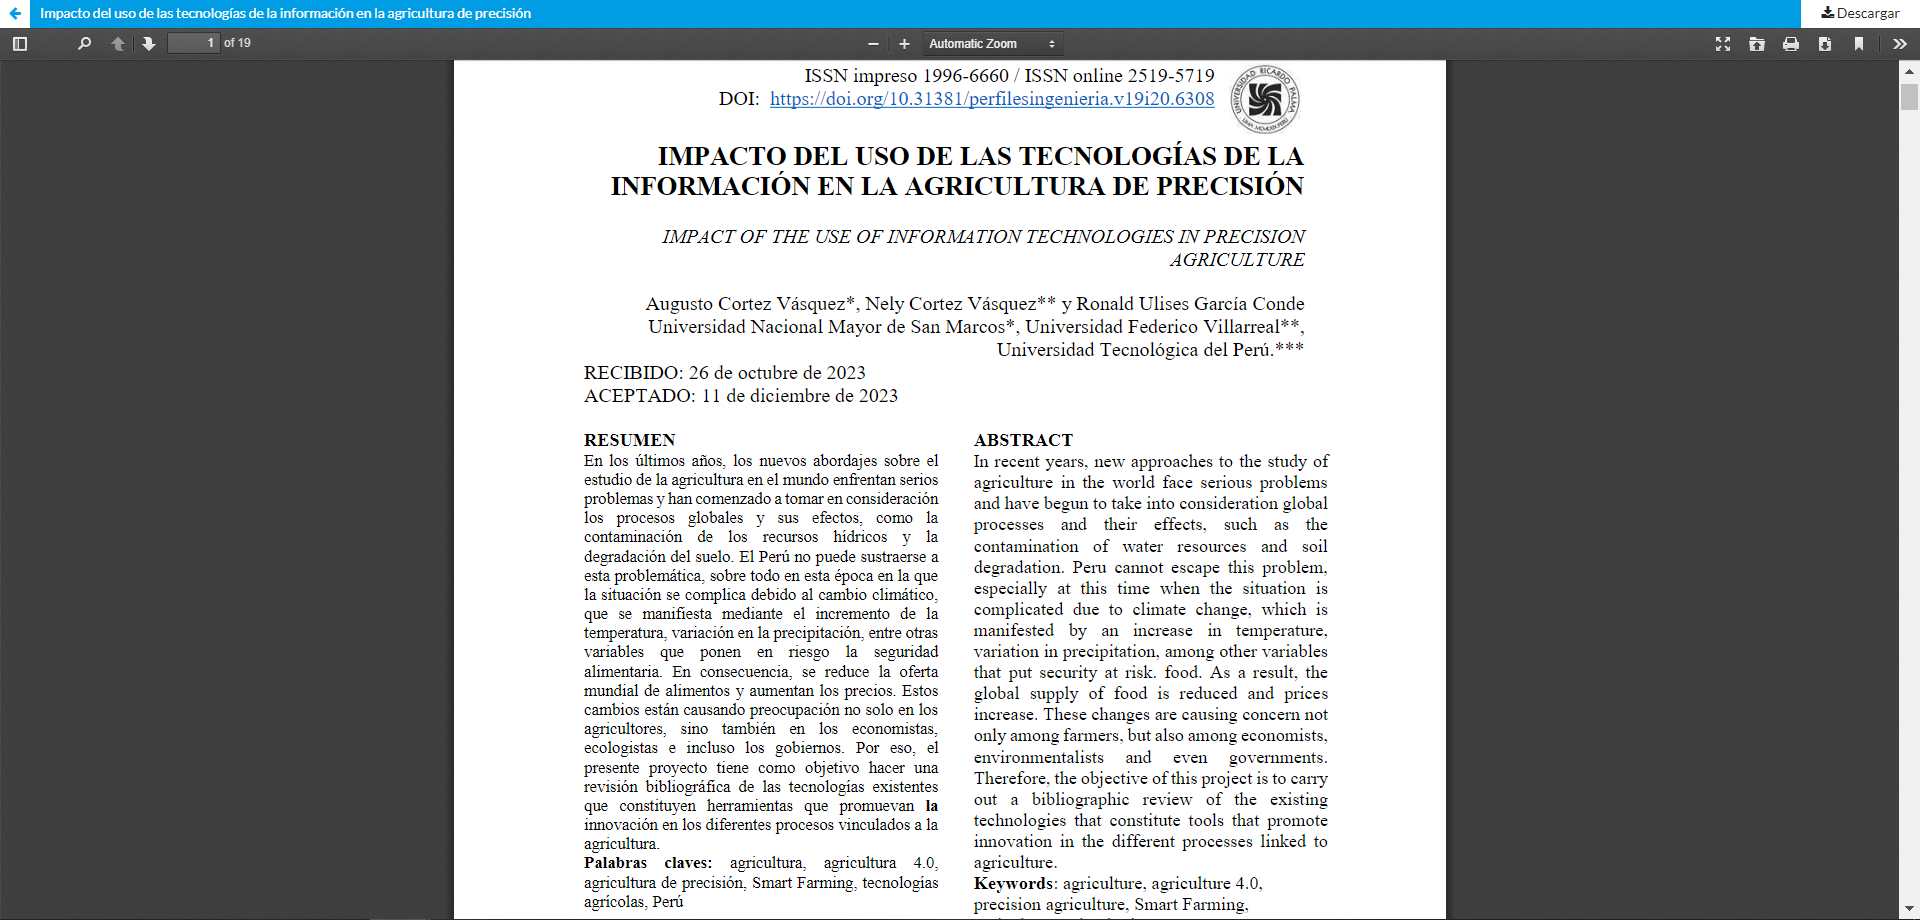 Impacto del uso de las tecnologías de la información en la agricultura de precisión
Descargar
1 of 19
Automatic Zoom
ISSN impreso 1996-6660 / ISSN online 2519-5719
DOI: https://doi.org/10.31381/perfilesingenieria.v19i20.6308
UNIVERSIDAD RICARDO PALMA
IMPACTO DEL USO DE LAS TECNOLOGÍAS DE LA
INFORMACIÓN EN LA AGRICULTURA DE PRECISIÓN
IMPACT OF THE USE OF INFORMATION TECHNOLOGIES IN PRECISION
AGRICULTURE
Augusto Cortez Vásquez*, Nely Cortez Vásquez** y Ronald Ulises García Conde
Universidad Nacional Mayor de San Marcos*, Universidad Federico Villarreal**,
Universidad Tecnológica del Perú.***
RECIBIDO: 26 de octubre de 2023
ACEPTADO: 11 de diciembre de 2023
RESUMEN
En los últimos años, los nuevos abordajes sobre el
estudio de la agricultura en el mundo enfrentan serios
problemas y han comenzado a tomar en consideración
los procesos globales y sus efectos, como la
contaminación de los recursos hídricos y la
degradación del suelo. El Perú no puede sustraerse a
esta problemática, sobre todo en esta época en la que
la situación se complica debido al cambio climático,
que se manifiesta mediante el incremento de la
temperatura, variación en la precipitación, entre otras
variables que ponen en riesgo la seguridad
alimentaria. En consecuencia, se reduce la oferta
mundial de alimentos y aumentan los precios. Estos
cambios están causando preocupación no solo en los
agricultores, sino también en los economistas,
ecologistas e incluso los gobiernos. Por eso, el
presente proyecto tiene como objetivo hacer una
revisión bibliográfica de las tecnologías existentes
que constituyen herramientas que promuevan la
innovación en los diferentes procesos vinculados a la
agricultura.
Palabras claves: agricultura, agricultura 4.0,
agricultura de precisión, Smart Farming, tecnologías
agrícolas, Perú
ABSTRACT
In recent years, new approaches to the study of
agriculture in the world face serious problems
and have begun to take into consideration global
processes and their effects, such as the
contamination of water resources and soil
degradation. Peru cannot escape this problem,
especially at this time when the situation is
complicated due to climate change, which is
manifested by an increase in temperature,
variation in precipitation, among other variables
that put security at risk. food. As a result, the
global supply of food is reduced and prices
increase. These changes are causing concern not
only among farmers, but also among economists,
environmentalists and even governments.
Therefore, the objective of this project is to carry
out a bibliographic review of the existing
technologies that constitute tools that promote
innovation in the different processes linked to
agriculture.
Keywords: agriculture, agriculture 4.0,
precision agriculture, Smart Farming,